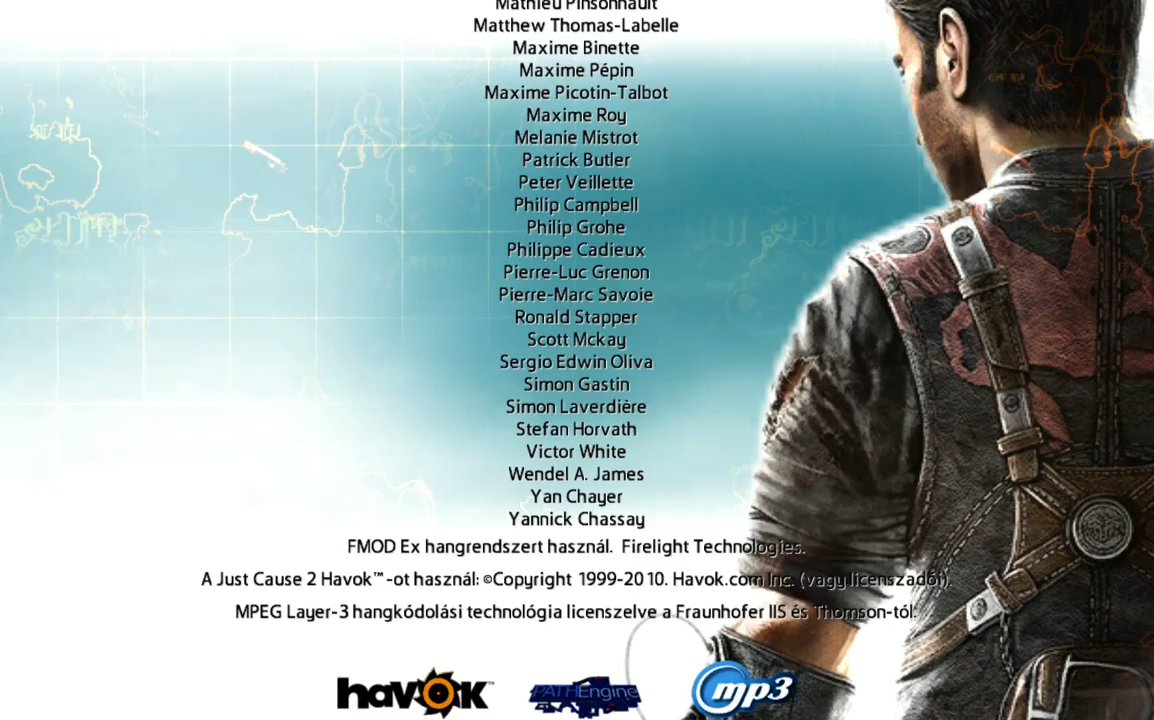 Mathieu Pinsonnault
Matthew Thomas-Labelle
Maxime Binette
Maxime Pépin
Maxime Picotin-Talbot
Maxime Roy
Melanie Mistrot
Patrick Butler
Peter Veillette
Philip Campbell
Philip Grohe
Philippe Cadieux
Pierre-Luc Grenon
Pierre-Marc Savoie
Ronald Stapper
Scott Mckay
Sergio Edwin Oliva
Simon Gastin
Simon Laverdière
Stefan Horvath
Victor White
Wendel A. James
Yan Chayer
Yannick Chassay
FMOD Ex hangrendszert használ. Firelight Technologies.
A Just Cause 2 Havok™-ot használ: ©Copyright 1999-2010. Havok.com Inc. (vagy licenszadói).
MPEG Layer-3 hangkódolási technológia licenszelve a Fraunhofer IIS és Thomson-tól.
havok™ PATHEngine mp3